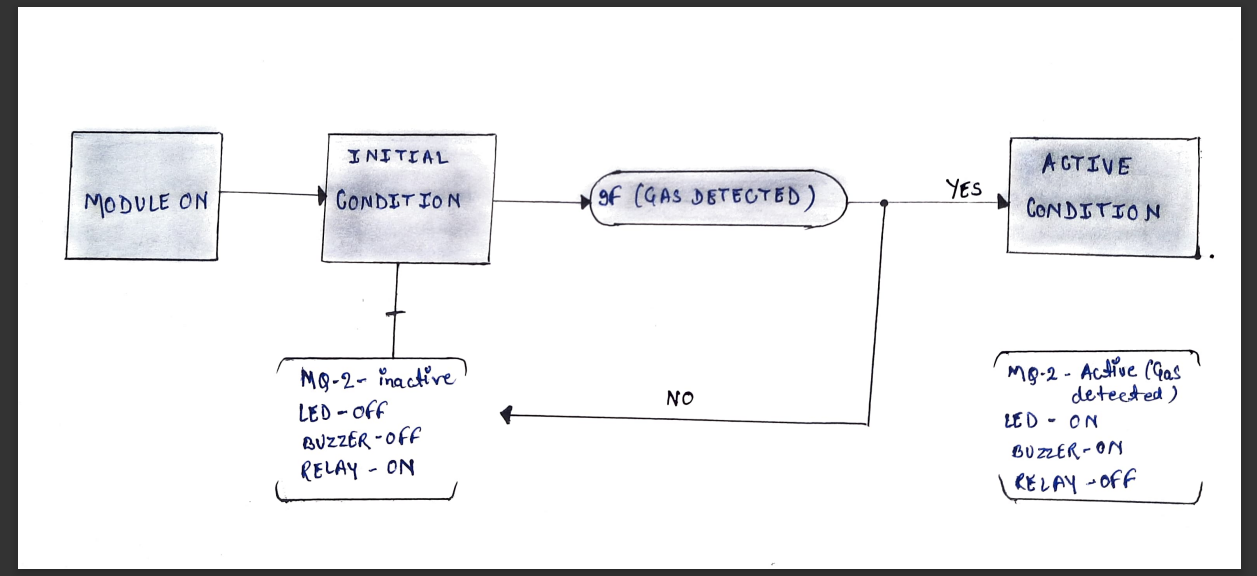 MODULE ON
INITIAL
CONDITION
If (GAS DETECTED)
YES
ACTIVE
CONDITION
NO
MQ-2- inactive
LED - OFF
BUZZER - OFF
RELAY - ON
MQ-2 - Active (Gas
detected)
LED - ON
BUZZER - ON
RELAY - OFF